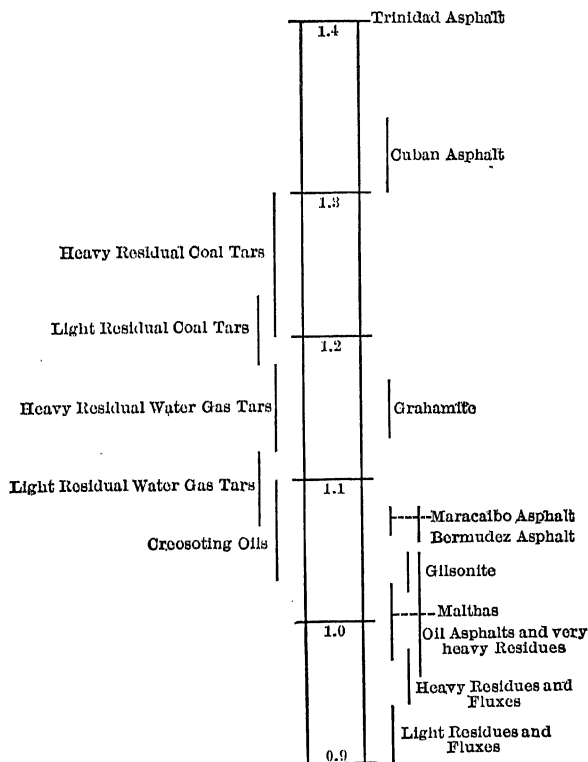 Trinidad Asphalt
1.4
Cuban Asphalt
1.3
Heavy Residual Coal Tars
Light Residual Coal Tars
1.2
Heavy Residual Water Gas Tars
Grahamite
Light Residual Water Gas Tars
1.1
Maracaibo Asphalt
Bermudez Asphalt
Creosoting Oils
Gilsonite
Malthas
1.0
Oil Asphalts and very
heavy Residues
Heavy Residues and
Fluxes
Light Residues and
Fluxes
0.9